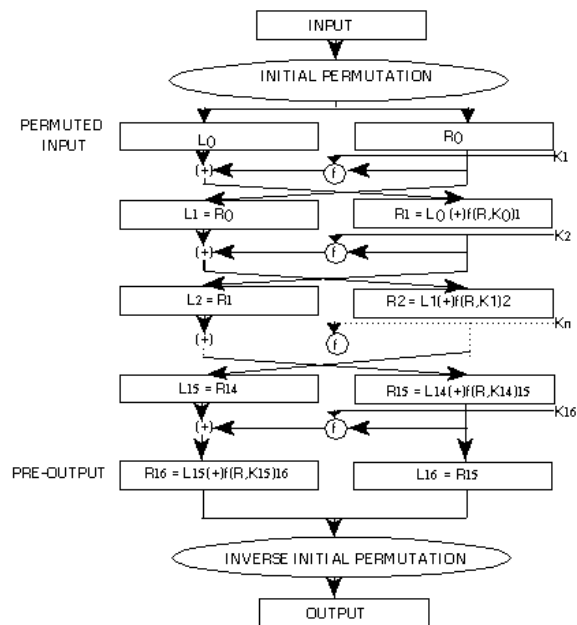 INPUT
INITIAL PERMUTATION
PERMUTED
INPUT
L0
R0
K1
(+)
f
L1 = R0
R1 = L0 (+)f(R,K0)1
K2
(+)
f
L2 = R1
R2 = L1(+)f(R,K1)2
Kn
(+)
f
L15 = R14
R15 = L14(+)f(R,K14)15
K16
(+)
f
PRE-OUTPUT
R16 = L15(+)f(R,K15)16
L16 = R15
INVERSE INITIAL PERMUTATION
OUTPUT